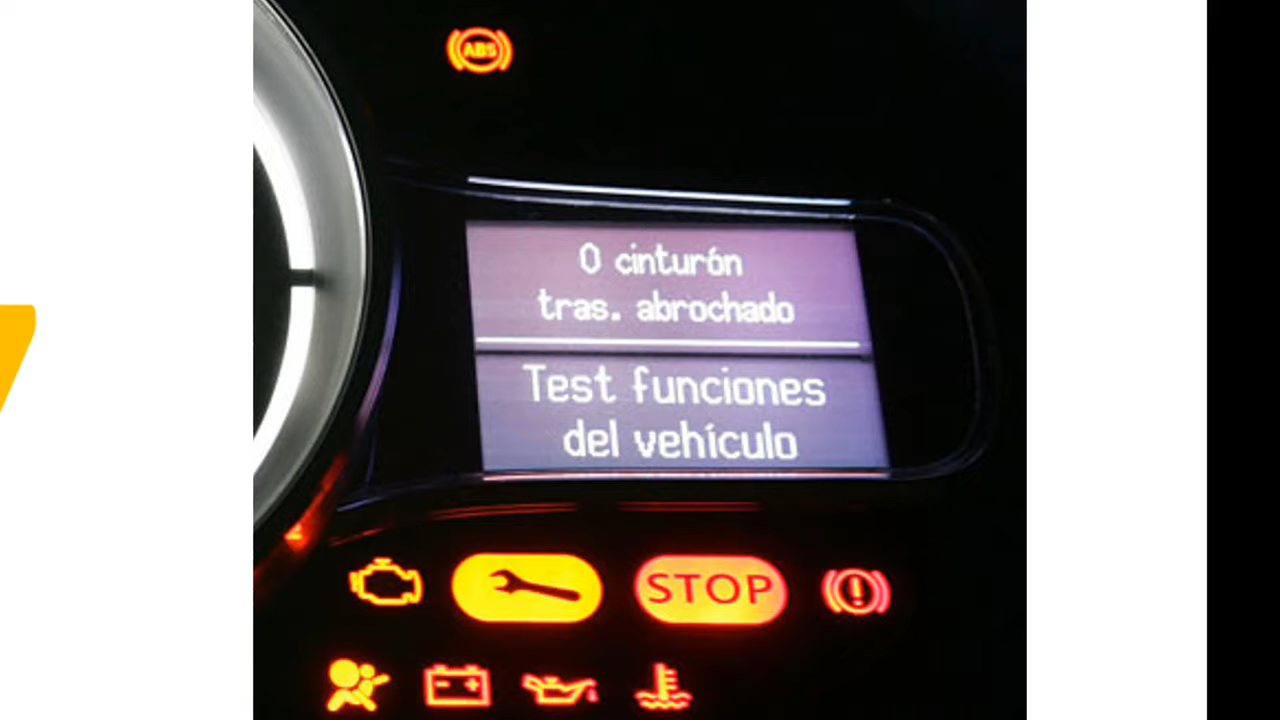 ABS
0 cinturón
tras. abrochado
Test funciones
del vehículo
STOP